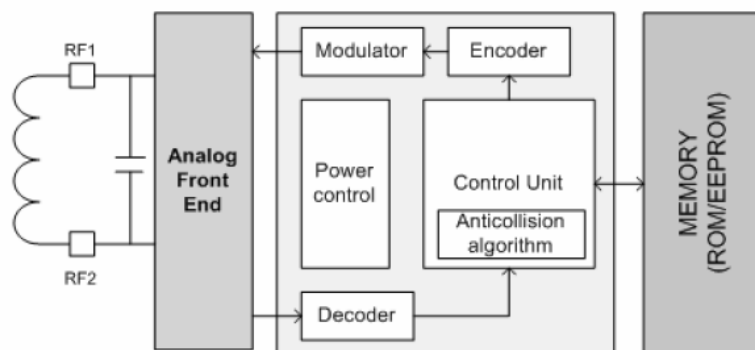 RF1
RF2
Analog
Front
End
Modulator
Encoder
Power
control
Control Unit
Anticollision
algorithm
Decoder
MEMORY
(ROM/EEPROM)